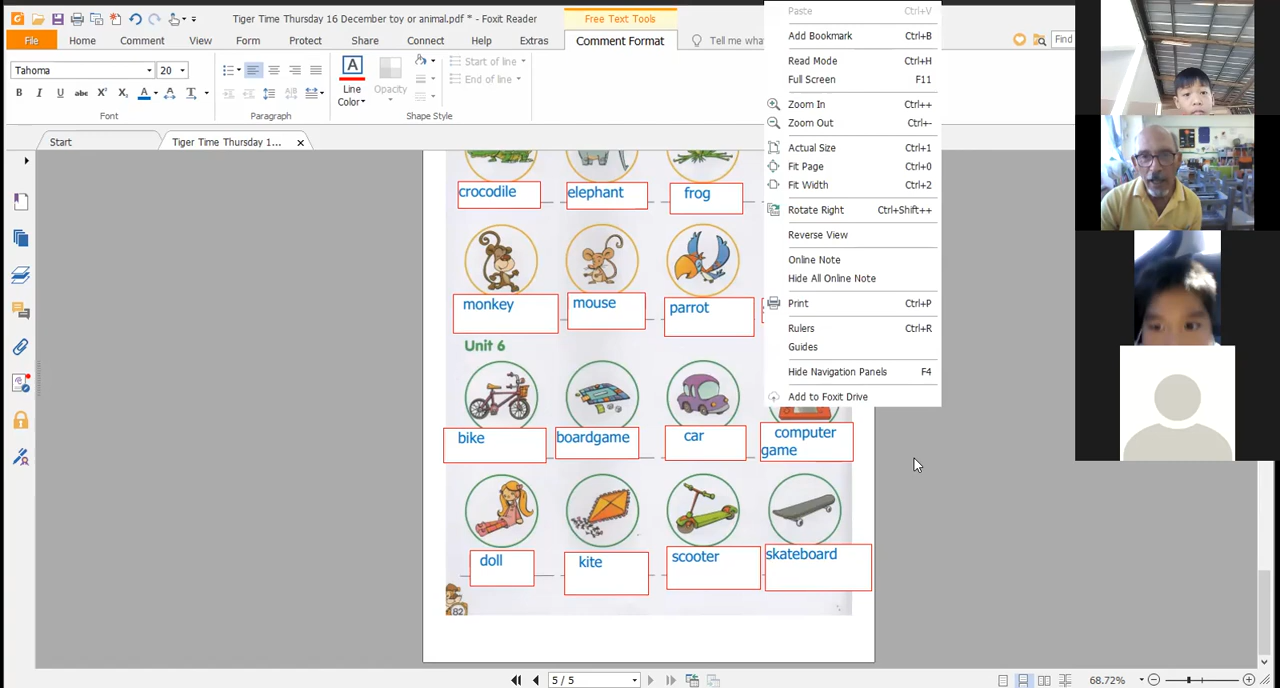 Tiger Time Thursday 16 December toy or animal.pdf * - Foxit Reader
Free Text Tools
File
Home
Comment
View
Form
Protect
Share
Connect
Help
Extras
Comment Format
Tell me wha
Find
Tahoma
20
Line
Color
Opacity
Start of line
End of line
Font
Paragraph
Shape Style
Start
Tiger Time Thursday 1...
Paste Ctrl+V
Add Bookmark Ctrl+B
Read Mode Ctrl+H
Full Screen F11
Zoom In Ctrl++
Zoom Out Ctrl+-
Actual Size Ctrl+1
Fit Page Ctrl+0
Fit Width Ctrl+2
Rotate Right Ctrl+Shift++
Reverse View
Online Note
Hide All Online Note
Print Ctrl+P
Rulers Ctrl+R
Guides
Hide Navigation Panels F4
Add to Foxit Drive
crocodile
elephant
frog
monkey
mouse
parrot
Unit 6
bike
boardgame
car
computer
game
doll
kite
scooter
skateboard
82
5 / 5
68.72%